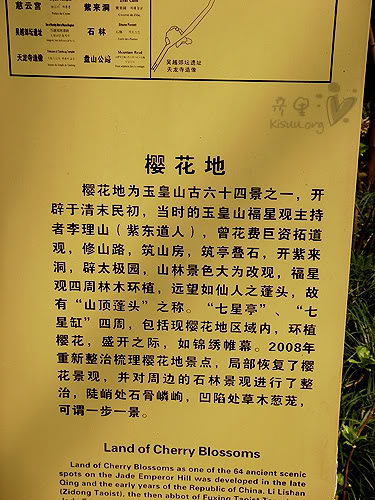 慈云宫
紫来洞
吴越郊坛遗址
石林
天龙寺造像
盘山公路
吴越郊坛遗址
天龙寺造像
Kisuu.org
樱花地
樱花地为玉皇山古六十四景之一，开
辟于清末民初，当时的玉皇山福星观主持
者李理山（紫东道人），曾花费巨资拓道
观，修山路，筑山房，筑亭叠石，开紫来
洞，辟太极园，山林景色大为改观，福星
观四周林木环植，远望如仙人之蓬头，故
有“山顶蓬头”之称。“七星亭”、“七
星缸”四周，包括现樱花地区域内，环植
樱花，盛开之际，如锦绣帷幕。2008年
重新整治梳理樱花地景点，局部恢复了樱
花景观，并对周边的石林景观进行了整
治，陡峭处石骨嶙峋，凹陷处草木葱茏，
可谓一步一景。
Land of Cherry Blossoms
Land of Cherry Blossoms as one of the 64 ancient scenic
spots on the Jade Emperor Hill was developed in the late
Qing and the early years of the Republic of China. Li Lishan
(Zidong Taoist), the then abbot of Fuxing Taoist